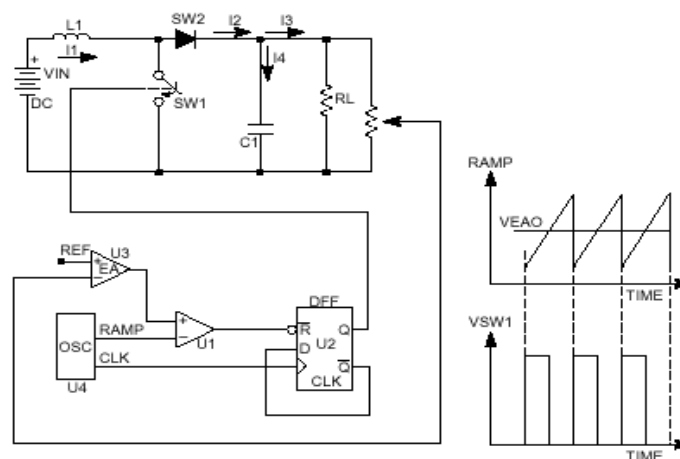 L1
SW2
I2
I3
I1
I4
+
VIN
DC
SW1
RL
C1
RAMP
VEAO
TIME
REF
U3
+
EA
−
DFF
R
Q
D
U2
Q
CLK
+
−
U1
OSC
RAMP
CLK
U4
VSW1
TIME